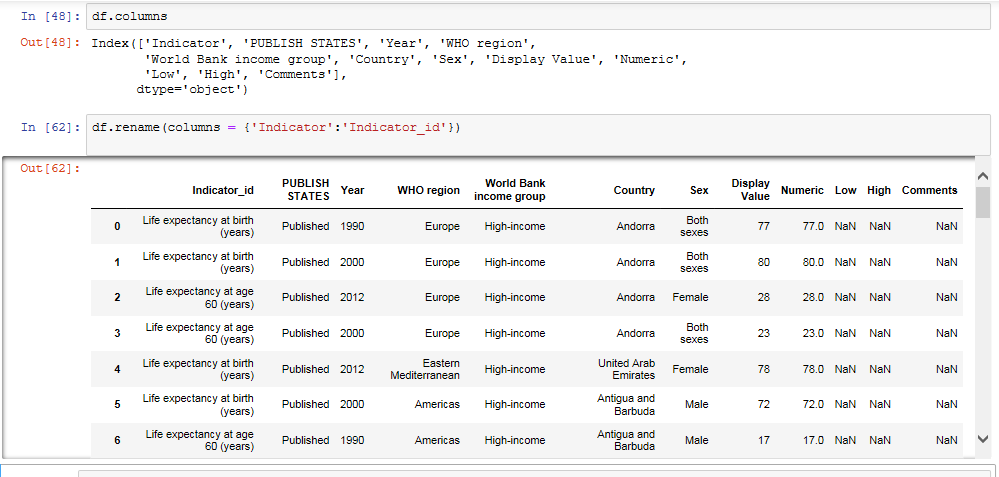 In [48]: df.columns
Out[48]: Index(['Indicator', 'PUBLISH STATES', 'Year', 'WHO region',
'World Bank income group', 'Country', 'Sex', 'Display Value', 'Numeric',
'Low', 'High', 'Comments'],
dtype='object')
In [62]: df.rename(columns = {'Indicator':'Indicator_id'})
Out[62]:
Indicator_id PUBLISH STATES Year WHO region World Bank income group Country Sex Display Value Numeric Low High Comments
0 Life expectancy at birth (years) Published 1990 Europe High-income Andorra Both sexes 77 77.0 NaN NaN NaN
1 Life expectancy at birth (years) Published 2000 Europe High-income Andorra Both sexes 80 80.0 NaN NaN NaN
2 Life expectancy at age 60 (years) Published 2012 Europe High-income Andorra Female 28 28.0 NaN NaN NaN
3 Life expectancy at age 60 (years) Published 2000 Europe High-income Andorra Both sexes 23 23.0 NaN NaN NaN
4 Life expectancy at birth (years) Published 2012 Eastern Mediterranean High-income United Arab Emirates Female 78 78.0 NaN NaN NaN
5 Life expectancy at birth (years) Published 2000 Americas High-income Antigua and Barbuda Male 72 72.0 NaN NaN NaN
6 Life expectancy at age 60 (years) Published 1990 Americas High-income Antigua and Barbuda Male 17 17.0 NaN NaN NaN